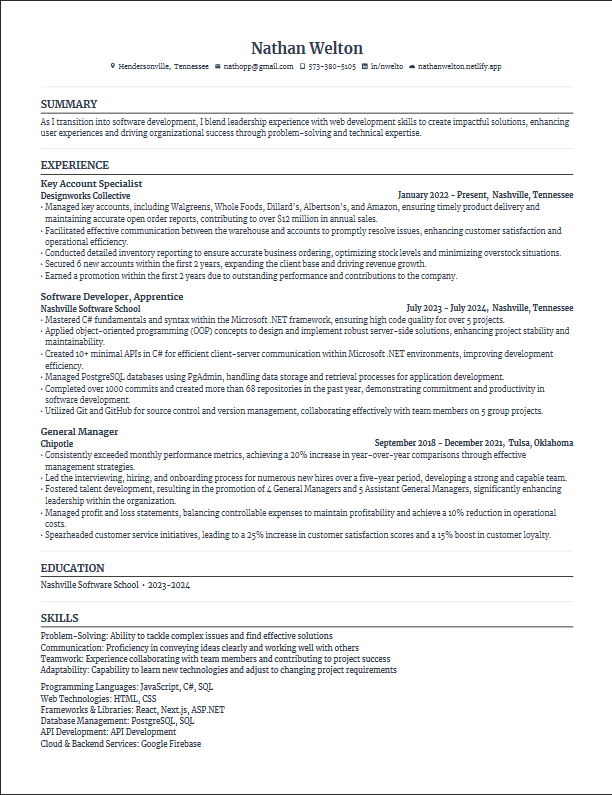 Nathan Welton
Hendersonville, Tennessee nathopp@gmail.com 573-380-5105 in/nwelto nathanwelton.netlify.app
SUMMARY
As I transition into software development, I blend leadership experience with web development skills to create impactful solutions, enhancing
user experiences and driving organizational success through problem-solving and technical expertise.
EXPERIENCE
Key Account Specialist
Designworks Collective January 2022 - Present, Nashville, Tennessee
• Managed key accounts, including Walgreens, Whole Foods, Dillard's, Albertson's, and Amazon, ensuring timely product delivery and
maintaining accurate open order reports, contributing to over $12 million in annual sales.
• Facilitated effective communication between the warehouse and accounts to promptly resolve issues, enhancing customer satisfaction and
operational efficiency.
• Conducted detailed inventory reporting to ensure accurate business ordering, optimizing stock levels and minimizing overstock situations.
• Secured 6 new accounts within the first 2 years, expanding the client base and driving revenue growth.
• Earned a promotion within the first 2 years due to outstanding performance and contributions to the company.
Software Developer, Apprentice
Nashville Software School July 2023 - July 2024, Nashville, Tennessee
• Mastered C# fundamentals and syntax within the Microsoft .NET framework, ensuring high code quality for over 5 projects.
• Applied object-oriented programming (OOP) concepts to design and implement robust server-side solutions, enhancing project stability and
maintainability.
• Created 10+ minimal APIs in C# for efficient client-server communication within Microsoft .NET environments, improving development
efficiency.
• Managed PostgreSQL databases using PgAdmin, handling data storage and retrieval processes for application development.
• Completed over 1000 commits and created more than 68 repositories in the past year, demonstrating commitment and productivity in
software development.
• Utilized Git and GitHub for source control and version management, collaborating effectively with team members on 5 group projects.
General Manager
Chipotle September 2018 - December 2021, Tulsa, Oklahoma
• Consistently exceeded monthly performance metrics, achieving a 20% increase in year-over-year comparisons through effective
management strategies.
• Led the interviewing, hiring, and onboarding process for numerous new hires over a five-year period, developing a strong and capable team.
• Fostered talent development, resulting in the promotion of 4 General Managers and 5 Assistant General Managers, significantly enhancing
leadership within the organization.
• Managed profit and loss statements, balancing controllable expenses to maintain profitability and achieve a 10% reduction in operational
costs.
• Spearheaded customer service initiatives, leading to a 25% increase in customer satisfaction scores and a 15% boost in customer loyalty.
EDUCATION
Nashville Software School • 2023-2024
SKILLS
Problem-Solving: Ability to tackle complex issues and find effective solutions
Communication: Proficiency in conveying ideas clearly and working well with others
Teamwork: Experience collaborating with team members and contributing to project success
Adaptability: Capability to learn new technologies and adjust to changing project requirements
Programming Languages: JavaScript, C#, SQL
Web Technologies: HTML, CSS
Frameworks & Libraries: React, Next.js, ASP.NET
Database Management: PostgreSQL, SQL
API Development: API Development
Cloud & Backend Services: Google Firebase